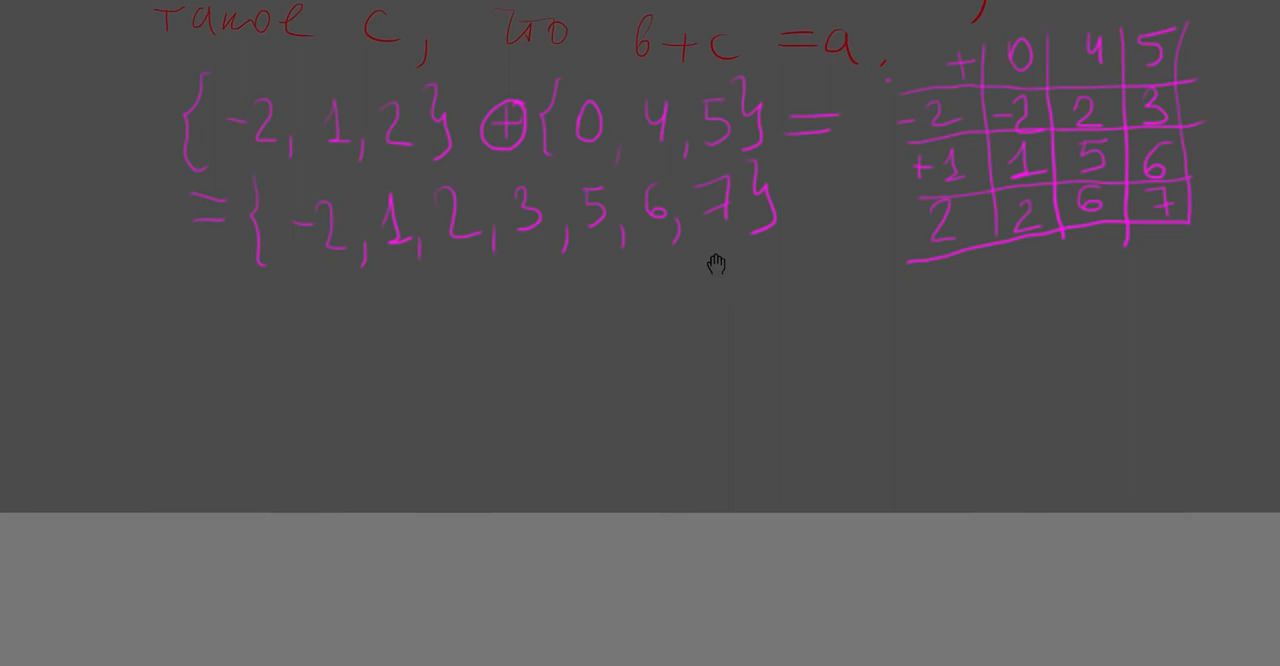 такое c, что b+c=a.
{-2, 1, 2} ⊕ {0, 4, 5} =
= {-2, 1, 2, 3, 5, 6, 7}
+ 0 4 5
-2 -2 2 3
+1 1 5 6
2 2 6 7